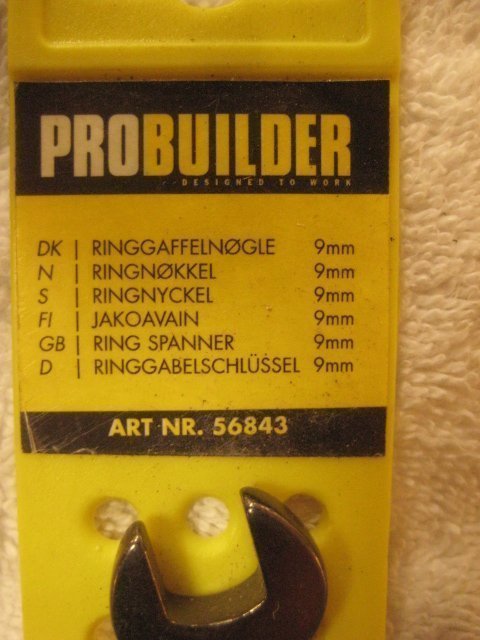 PROBUILDER
DESIGNED TO WORK
DK | RINGGAFFELNØGLE 9mm
N | RINGNØKKEL 9mm
S | RINGNYCKEL 9mm
FI | JAKOAVAIN 9mm
GB | RING SPANNER 9mm
D | RINGGABELSCHLÜSSEL 9mm
ART NR. 56843